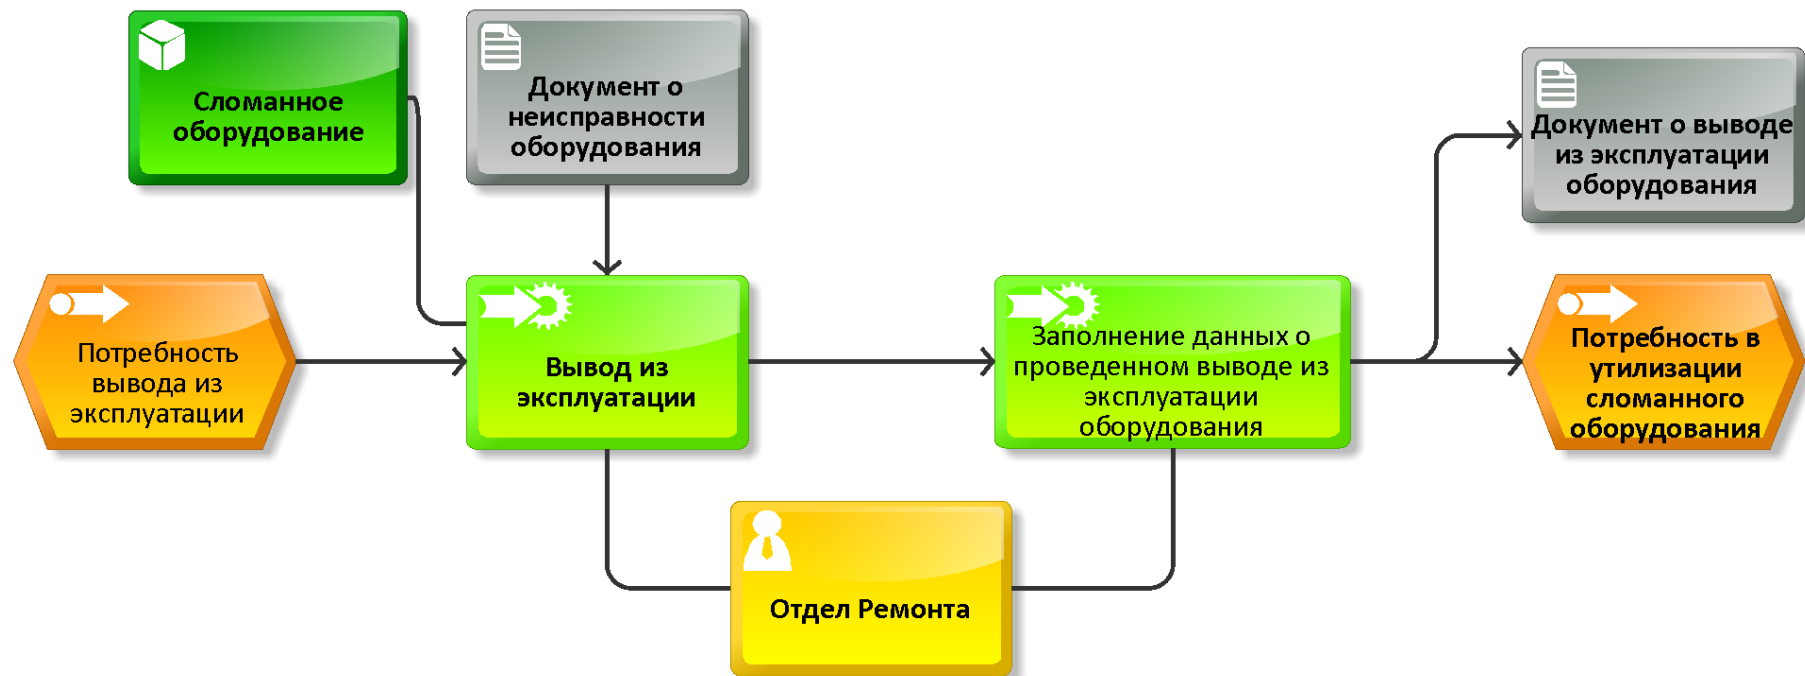 Сломанное
оборудование
Документ о
неисправности
оборудования
Документ о выводе
из эксплуатации
оборудования
Потребность
вывода из
эксплуатации
Вывод из
эксплуатации
Заполнение данных о
проведенном выводе из
эксплуатации
оборудования
Потребность в
утилизации
сломанного
оборудования
Отдел Ремонта